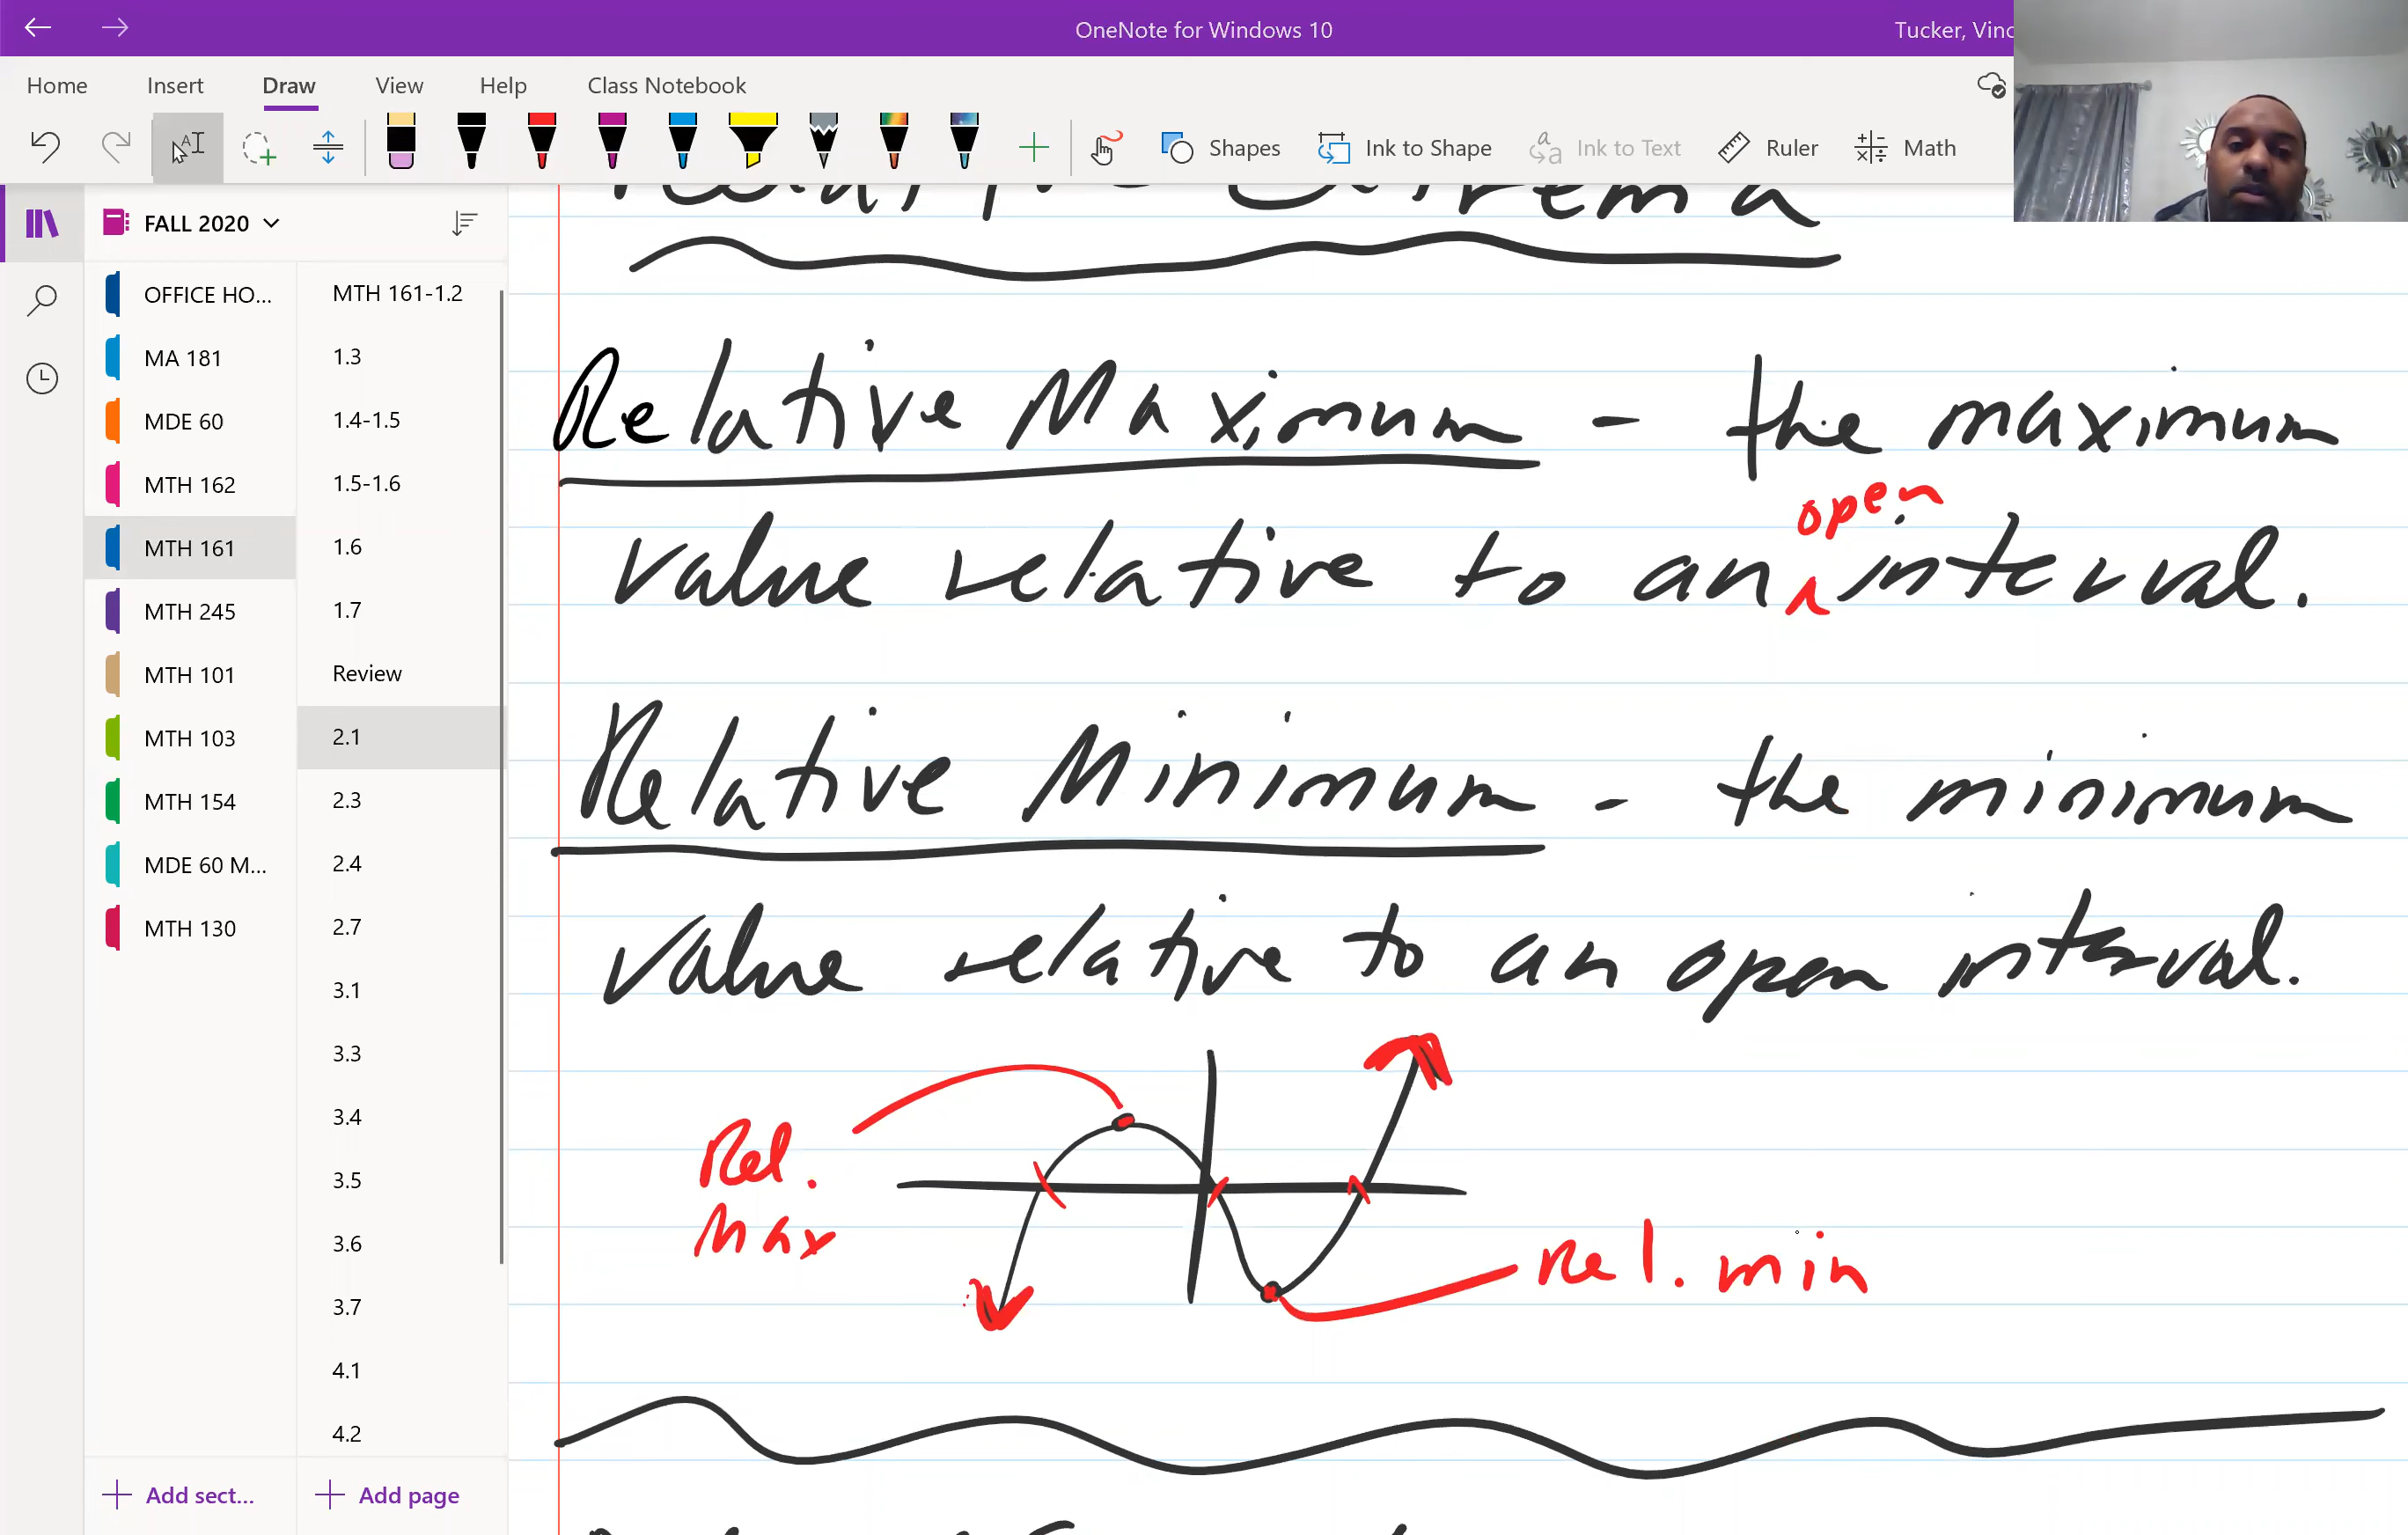 OneNote for Windows 10
Tucker, Vinc
Home Insert Draw View Help Class Notebook
Shapes Ink to Shape Ink to Text Ruler Math
FALL 2020
OFFICE HO...
MA 181
MDE 60
MTH 162
MTH 161
MTH 245
MTH 101
MTH 103
MTH 154
MDE 60 M...
MTH 130
Add sect...
MTH 161-1.2
1.3
1.4-1.5
1.5-1.6
1.6
1.7
Review
2.1
2.3
2.4
2.7
3.1
3.3
3.4
3.5
3.6
3.7
4.1
4.2
Add page
Relative Extrema
Relative Maximum - the maximum
value relative to an open interval.
Relative Minimum - the minimum
value relative to an open interval.
Rel.
Max
Rel. min